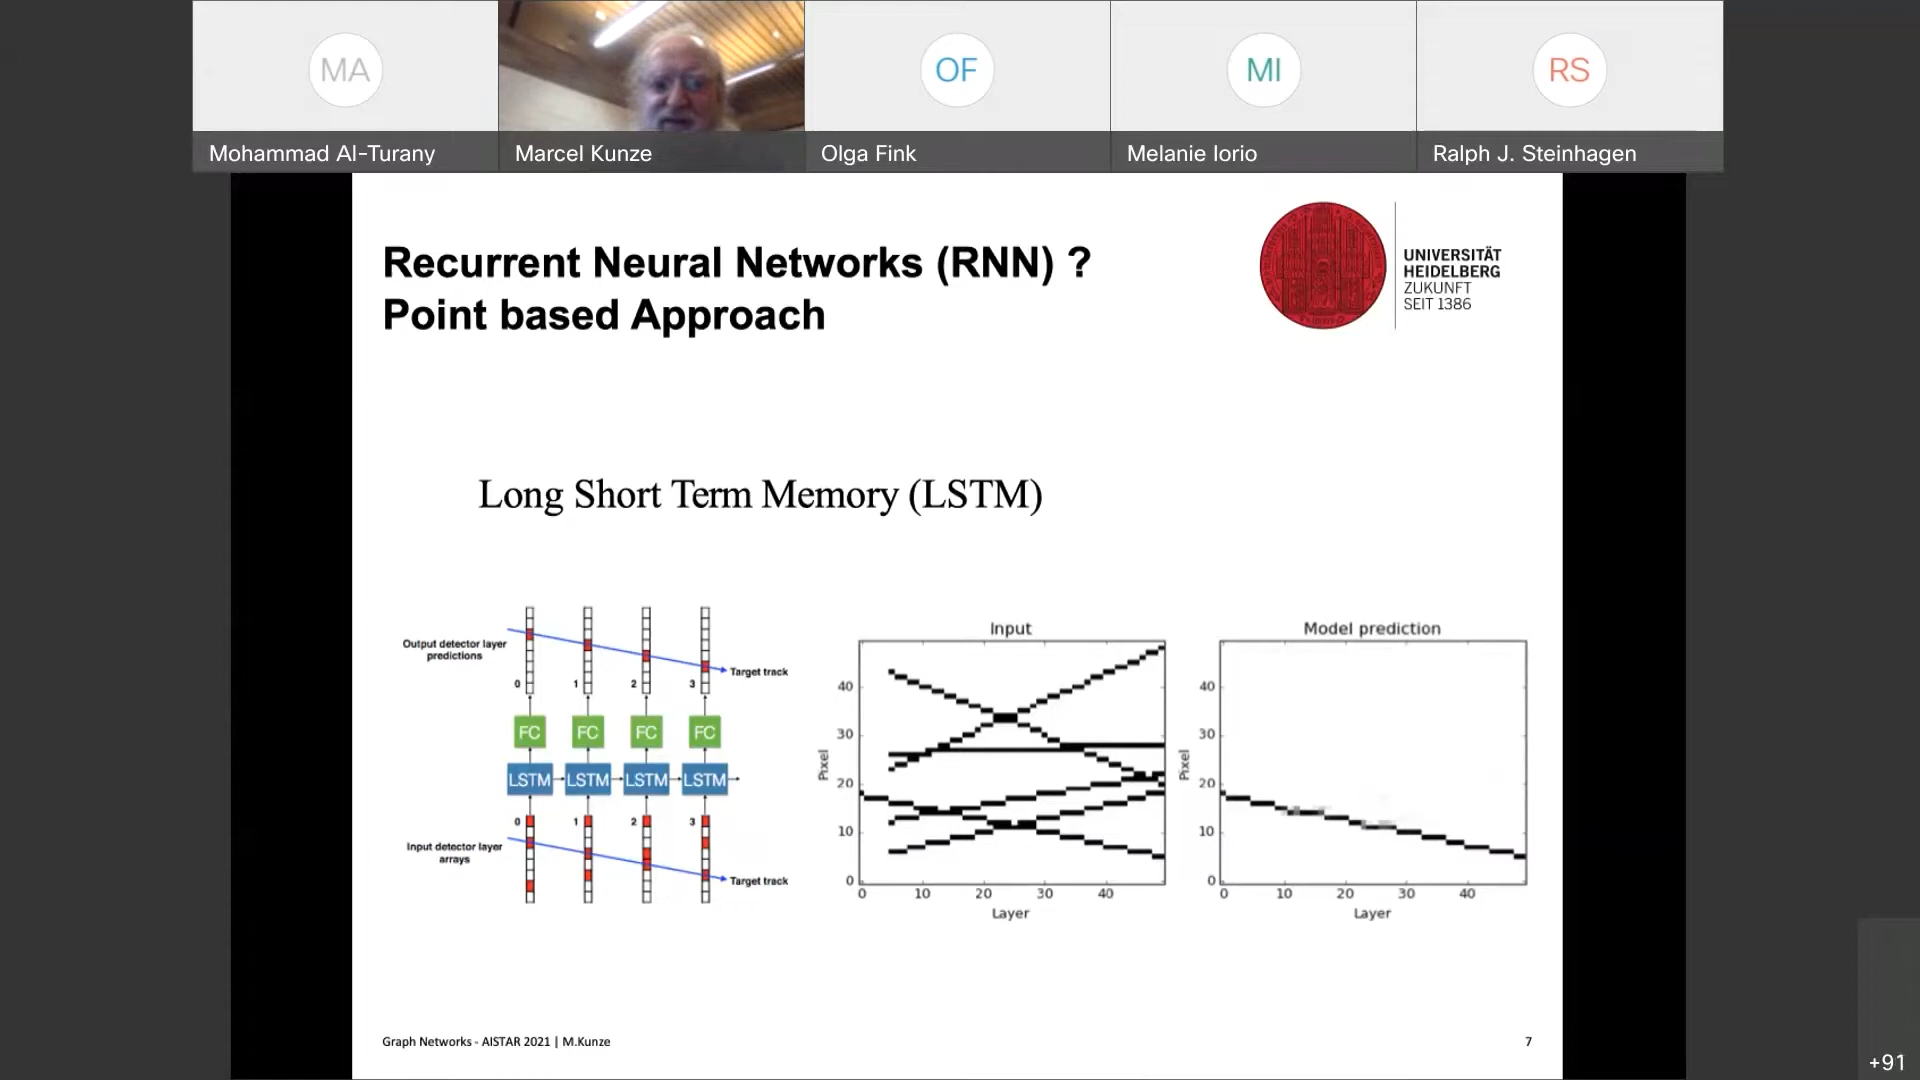 MA
OF
MI
RS
Mohammad Al-Turany
Marcel Kunze
Olga Fink
Melanie Iorio
Ralph J. Steinhagen
Recurrent Neural Networks (RNN) ?
Point based Approach
UNIVERSITÄT
HEIDELBERG
ZUKUNFT
SEIT 1386
Long Short Term Memory (LSTM)
Output detector layer
predictions
Target track
0 1 2 3
FC FC FC FC
LSTM LSTM LSTM LSTM
0 1 2 3
Input detector layer
arrays
Target track
Input
Pixel
40
30
20
10
0
0 10 20 30 40
Layer
Model prediction
Pixel
40
30
20
10
0
0 10 20 30 40
Layer
Graph Networks - AISTAR 2021 | M.Kunze
7
+91